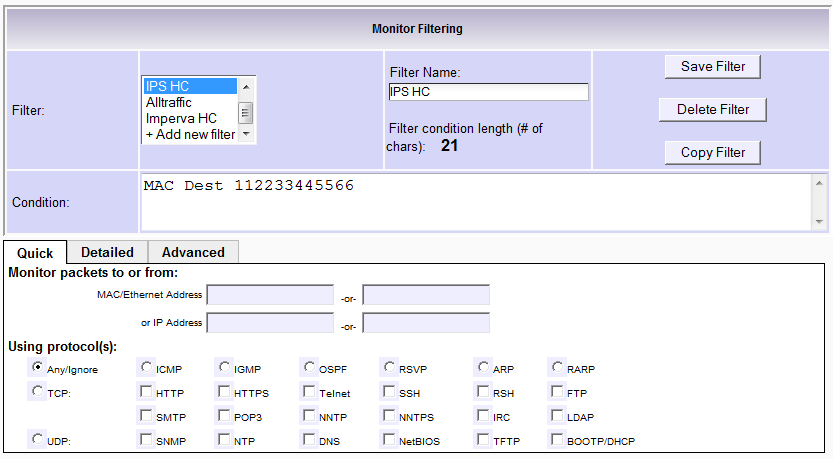 Monitor Filtering
Filter:
IPS HC
Alltraffic
Imperva HC
+ Add new filter
Filter Name:
IPS HC
Filter condition length (# of
chars): 21
Save Filter
Delete Filter
Copy Filter
Condition:
MAC Dest 112233445566
Quick Detailed Advanced
Monitor packets to or from:
MAC/Ethernet Address -or-
or IP Address -or-
Using protocol(s):
Any/Ignore ICMP IGMP OSPF RSVP ARP RARP
TCP: HTTP HTTPS Telnet SSH RSH FTP
SMTP POP3 NNTP NNTPS IRC LDAP
UDP: SNMP NTP DNS NetBIOS TFTP BOOTP/DHCP